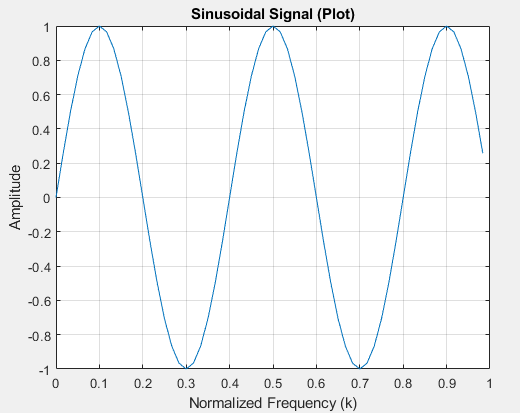 Sinusoidal Signal (Plot)
1
0.8
0.6
0.4
0.2
0
-0.2
-0.4
-0.6
-0.8
-1
Amplitude
0 0.1 0.2 0.3 0.4 0.5 0.6 0.7 0.8 0.9 1
Normalized Frequency (k)